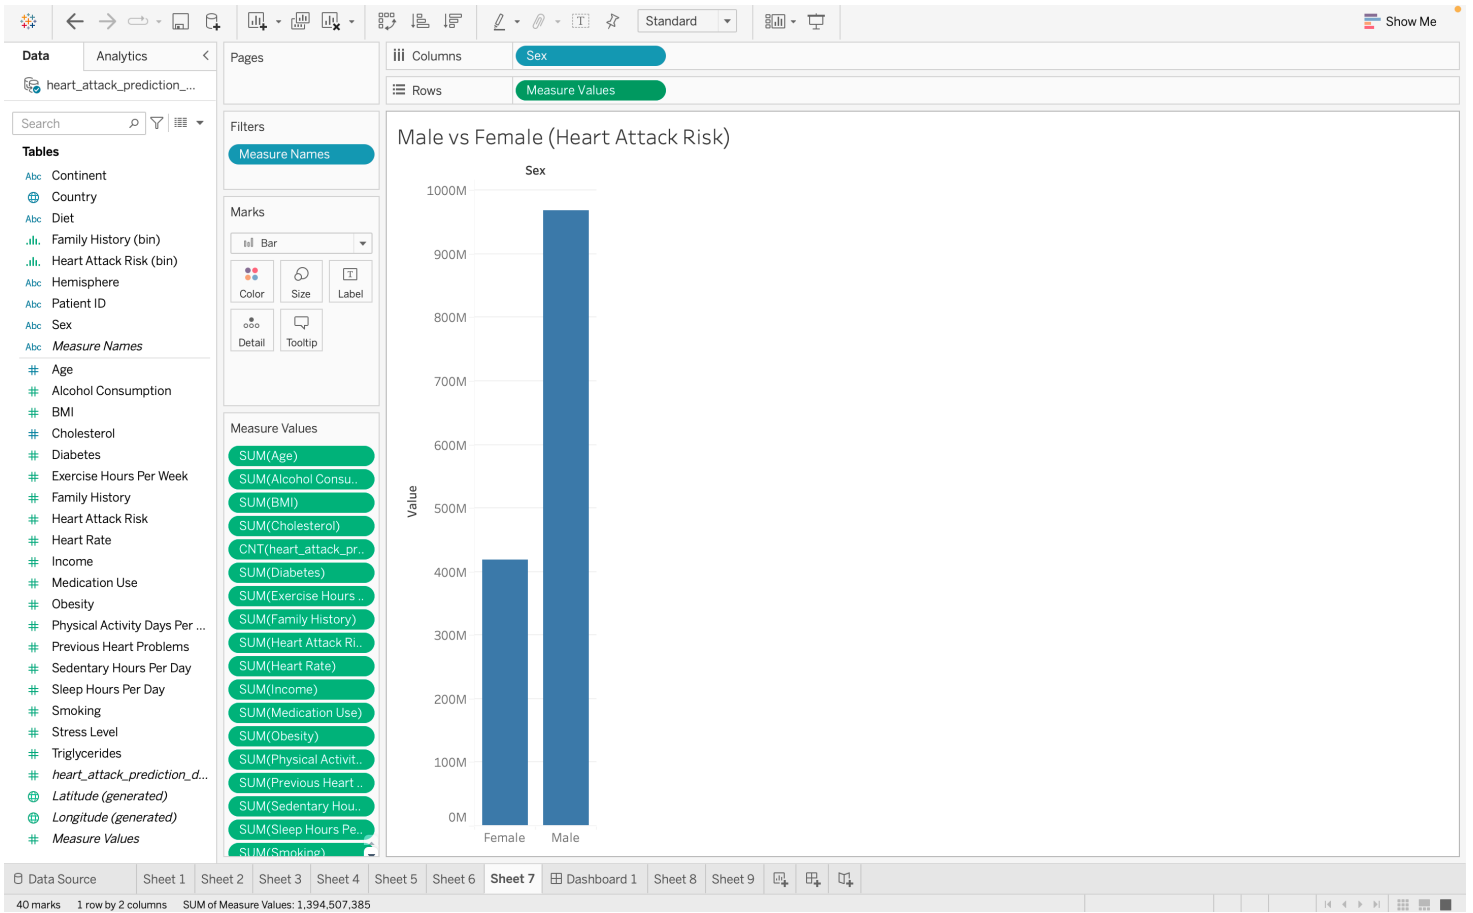 Standard
Show Me
Data
Analytics
heart_attack_prediction_...
Search
Tables
Abc Continent
Country
Abc Diet
Family History (bin)
Heart Attack Risk (bin)
Abc Hemisphere
Abc Patient ID
Abc Sex
Abc Measure Names
# Age
# Alcohol Consumption
# BMI
# Cholesterol
# Diabetes
# Exercise Hours Per Week
# Family History
# Heart Attack Risk
# Heart Rate
# Income
# Medication Use
# Obesity
# Physical Activity Days Per ...
# Previous Heart Problems
# Sedentary Hours Per Day
# Sleep Hours Per Day
# Smoking
# Stress Level
# Triglycerides
# heart_attack_prediction_d...
Latitude (generated)
Longitude (generated)
# Measure Values
Pages
Filters
Measure Names
Marks
Bar
Color
Size
T
Label
Detail
Tooltip
Measure Values
SUM(Age)
SUM(Alcohol Consu..
SUM(BMI)
SUM(Cholesterol)
CNT(heart_attack_pr..
SUM(Diabetes)
SUM(Exercise Hours ..
SUM(Family History)
SUM(Heart Attack Ri..
SUM(Heart Rate)
SUM(Income)
SUM(Medication Use)
SUM(Obesity)
SUM(Physical Activit..
SUM(Previous Heart ..
SUM(Sedentary Hou..
SUM(Sleep Hours Pe..
SUM(Smoking)
Columns
Sex
Rows
Measure Values
Male vs Female (Heart Attack Risk)
Sex
1000M
900M
800M
700M
600M
500M
400M
300M
200M
100M
0M
Value
Female
Male
Data Source
Sheet 1
Sheet 2
Sheet 3
Sheet 4
Sheet 5
Sheet 6
Sheet 7
Dashboard 1
Sheet 8
Sheet 9
40 marks
1 row by 2 columns
SUM of Measure Values: 1,394,507,385